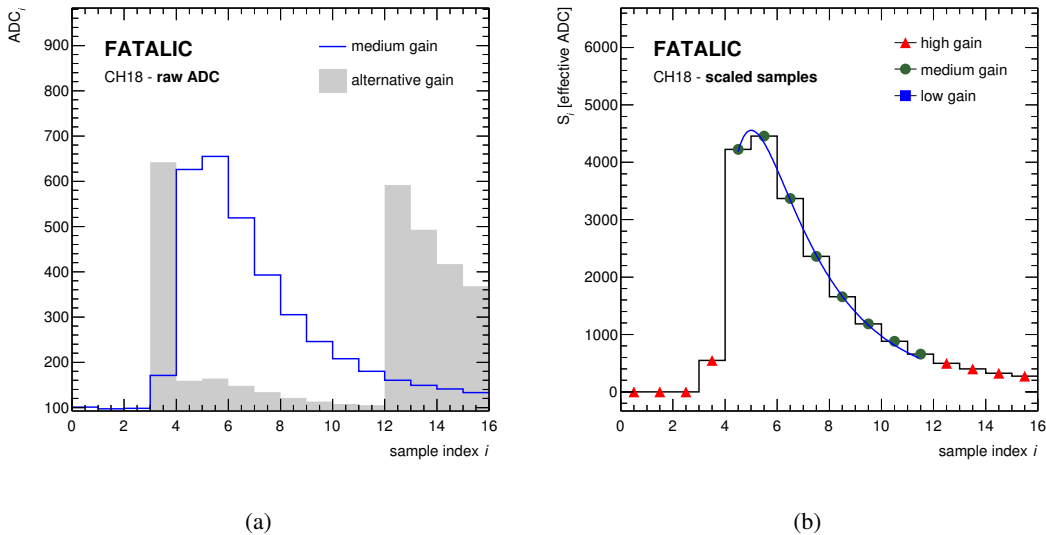 ADCᵢ
900
800
700
600
500
400
300
200
100
0 2 4 6 8 10 12 14 16
sample index i
FATALIC
CH18 - raw ADC
medium gain
alternative gain
(a)
Sᵢ [effective ADC]
6000
5000
4000
3000
2000
1000
0
0 2 4 6 8 10 12 14 16
sample index i
FATALIC
CH18 - scaled samples
high gain
medium gain
low gain
(b)